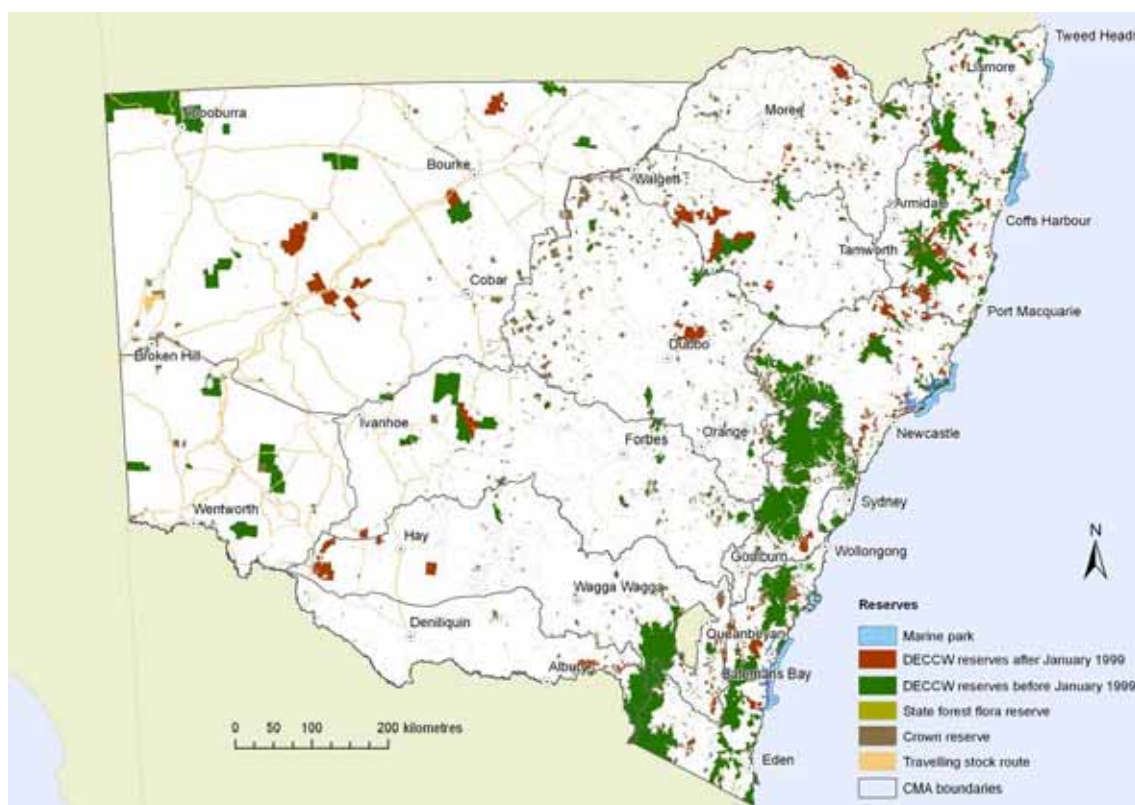 Tweed Heads
Lismore
Tibooburra
Moree
Bourke
Walgett
Armidale
Coffs Harbour
Tamworth
Cobar
Port Macquarie
Broken Hill
Dubbo
Ivanhoe
Forbes
Orange
Newcastle
Wentworth
Sydney
Hay
Goulburn
Wollongong
N
Wagga Wagga
Reserves
Deniliquin
Queanbeyan
Marine park
Albury
Batemans Bay
DECCW reserves after January 1999
DECCW reserves before January 1999
0 50 100 200 kilometres
State forest flora reserve
Crown reserve
Eden
Travelling stock route
CMA boundaries